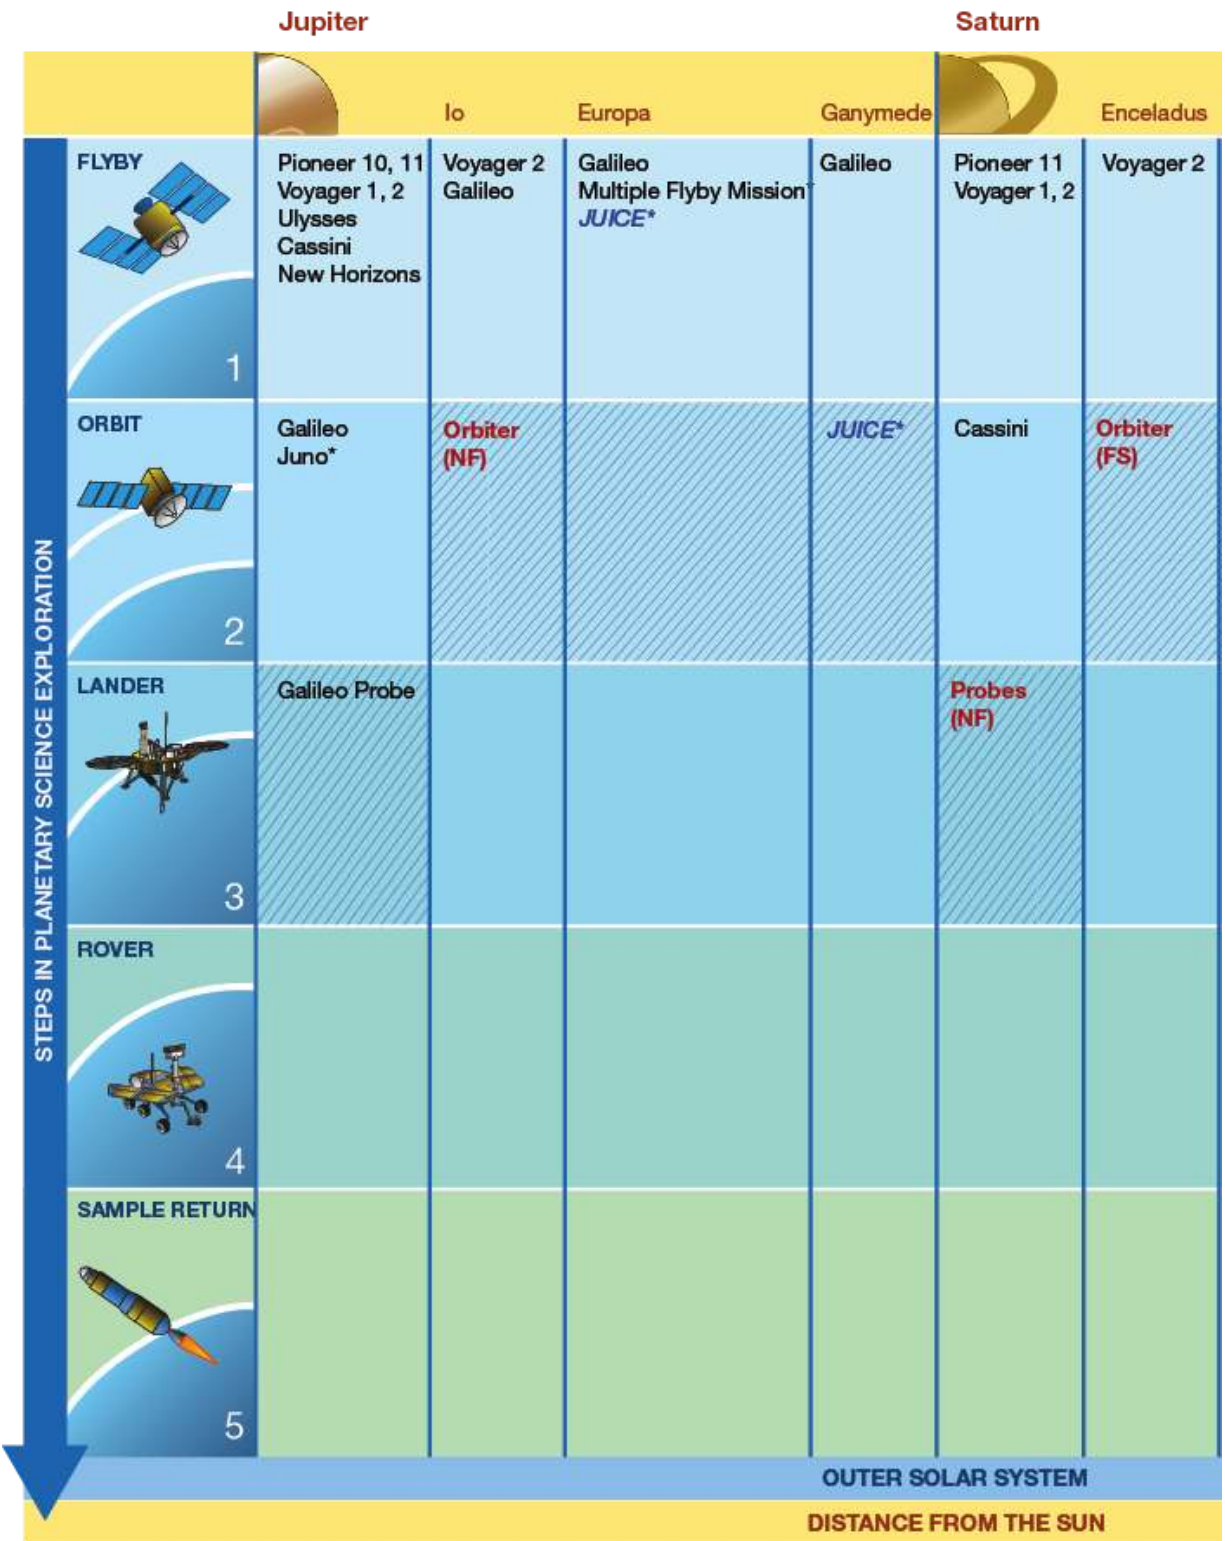 Jupiter
Saturn
Io
Europa
Ganymede
Enceladus
FLYBY
Pioneer 10, 11
Voyager 1, 2
Ulysses
Cassini
New Horizons
Voyager 2
Galileo
Galileo
Multiple Flyby Mission*
JUICE*
Galileo
Pioneer 11
Voyager 1, 2
Voyager 2
1
ORBIT
Galileo
Juno*
Orbiter
(NF)
JUICE*
Cassini
Orbiter
(FS)
2
LANDER
Galileo Probe
Probes
(NF)
3
ROVER
4
SAMPLE RETURN
5
STEPS IN PLANETARY SCIENCE EXPLORATION
OUTER SOLAR SYSTEM
DISTANCE FROM THE SUN